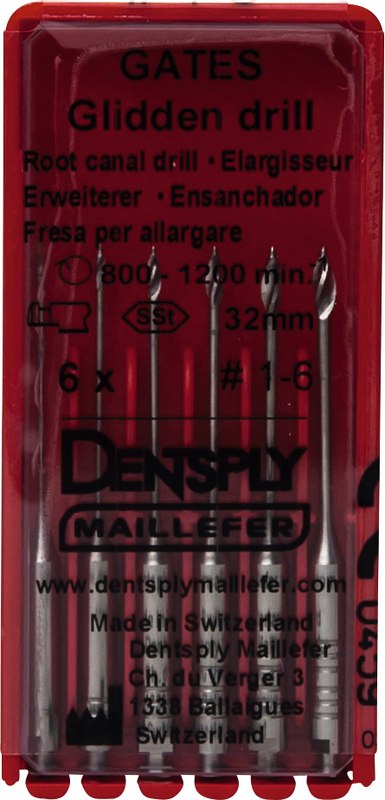 GATES
Glidden drill
Root canal drill • Elargisseur
Erweiterer • Ensanchador
Fresa per allargare
800 - 1200 min.
SSt 32mm
6 x # 1-6
DENTSPLY
MAILLEFER
www.dentsplymaillefer.com
Made in Switzerland
Dentsply Maillefer
Ch. du Verger 3
1338 Ballaigues
Switzerland